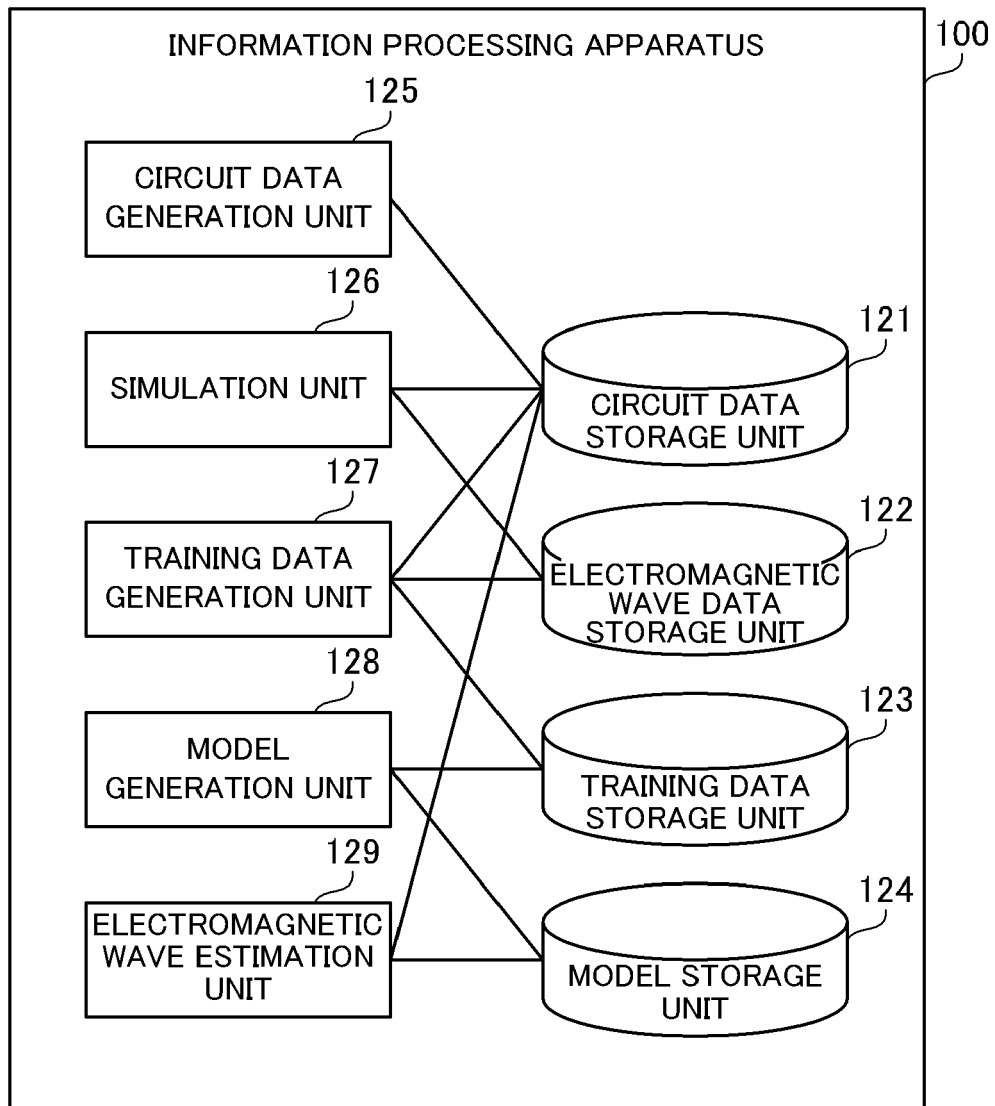 INFORMATION PROCESSING APPARATUS
100
125
CIRCUIT DATA
GENERATION UNIT
126
SIMULATION UNIT
127
TRAINING DATA
GENERATION UNIT
128
MODEL
GENERATION UNIT
129
ELECTROMAGNETIC
WAVE ESTIMATION
UNIT
121
CIRCUIT DATA
STORAGE UNIT
122
ELECTROMAGNETIC
WAVE DATA
STORAGE UNIT
123
TRAINING DATA
STORAGE UNIT
124
MODEL STORAGE
UNIT